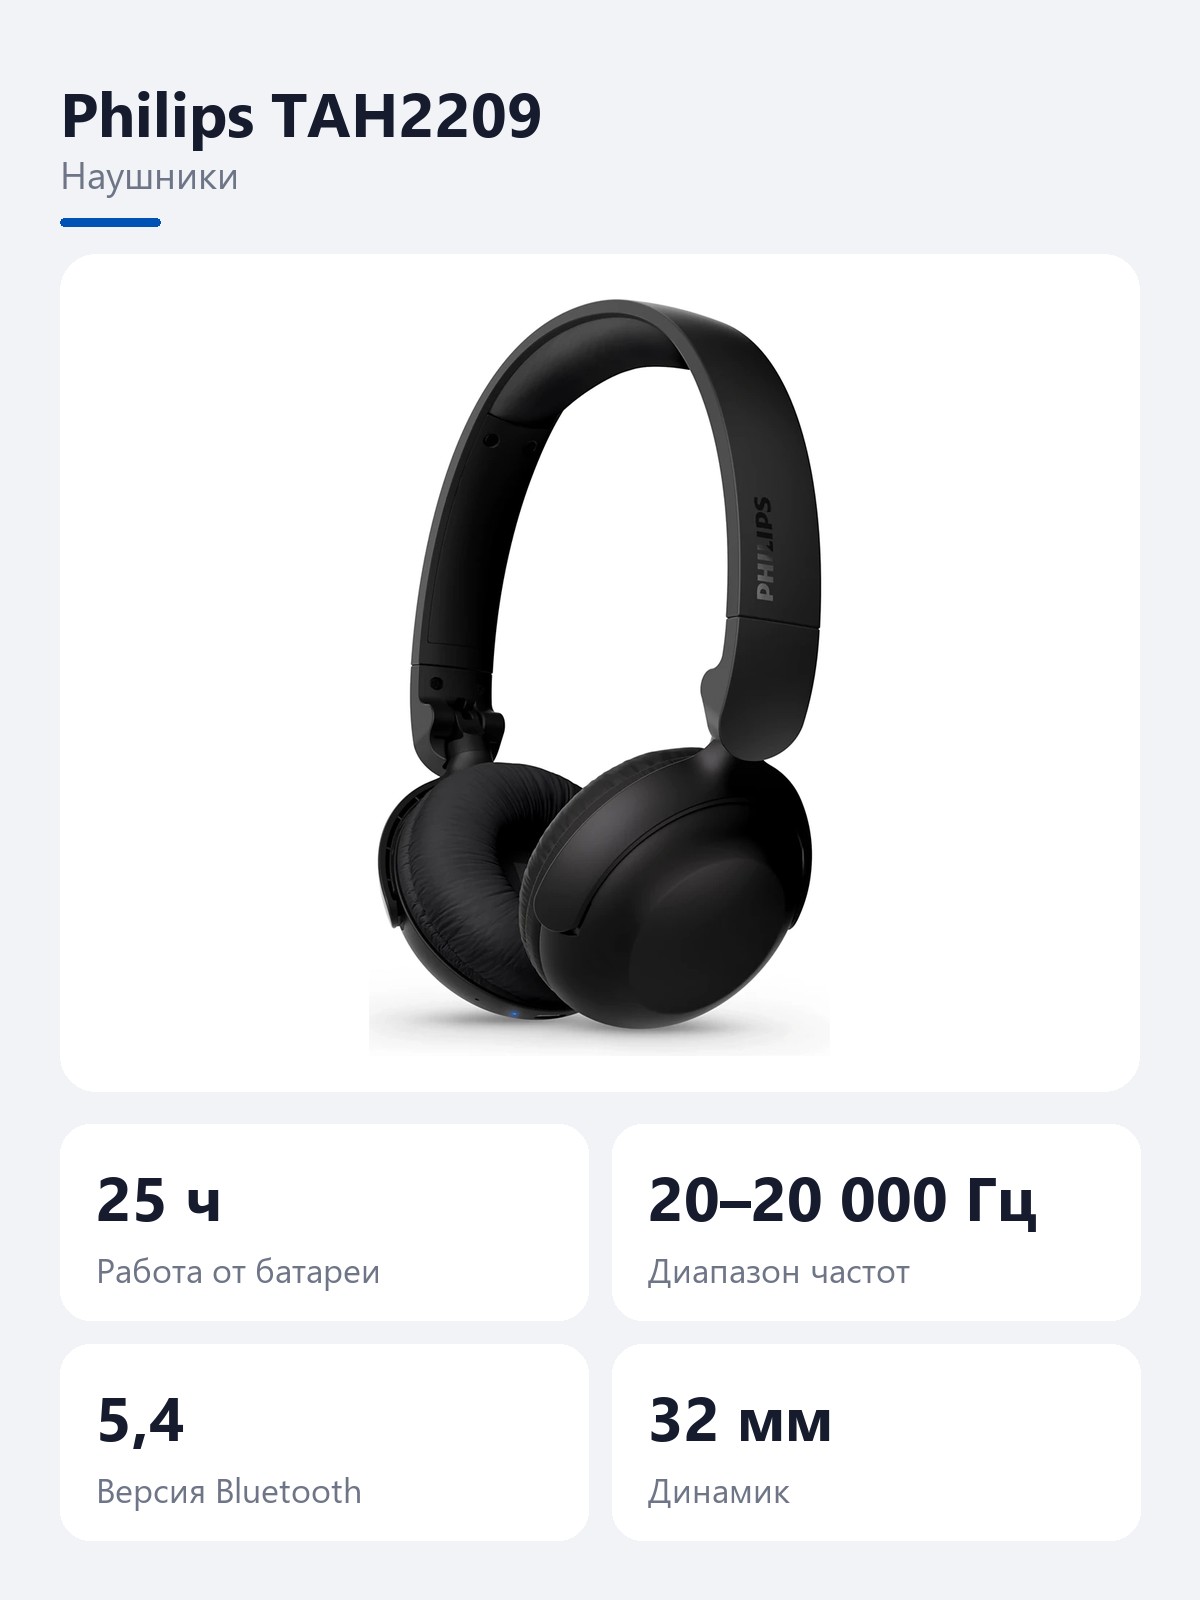 Philips TAH2209
Наушники
PHILIPS
25 ч
Работа от батареи
20–20 000 Гц
Диапазон частот
5,4
Версия Bluetooth
32 мм
Динамик